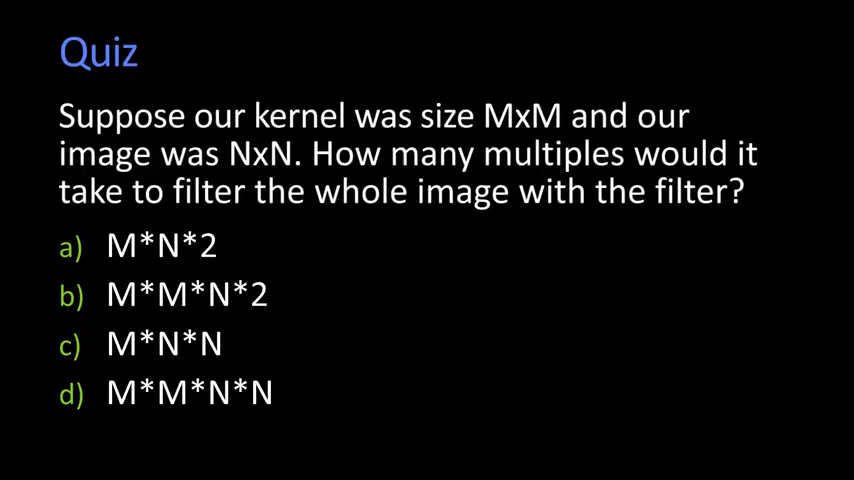 Quiz
Suppose our kernel was size MxM and our
image was NxN. How many multiples would it
take to filter the whole image with the filter?
a) M*N*2
b) M*M*N*2
c) M*N*N
d) M*M*N*N